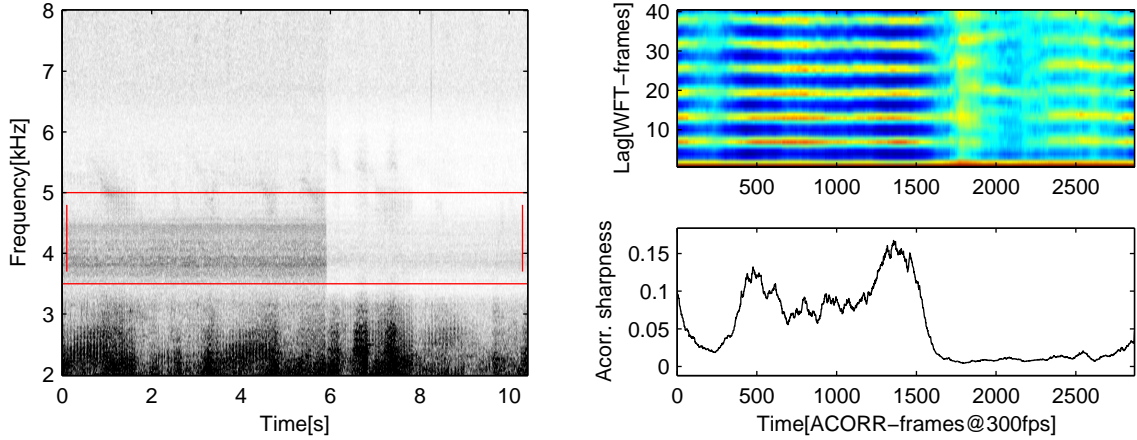 8
7
6
5
4
3
2
Frequency[kHz]
0 2 4 6 8 10
Time[s]
40
30
20
10
Lag[WFT−frames]
500 1000 1500 2000 2500
0.15
0.1
0.05
0
Acorr. sharpness
0 500 1000 1500 2000 2500
Time[ACORR−frames@300fps]